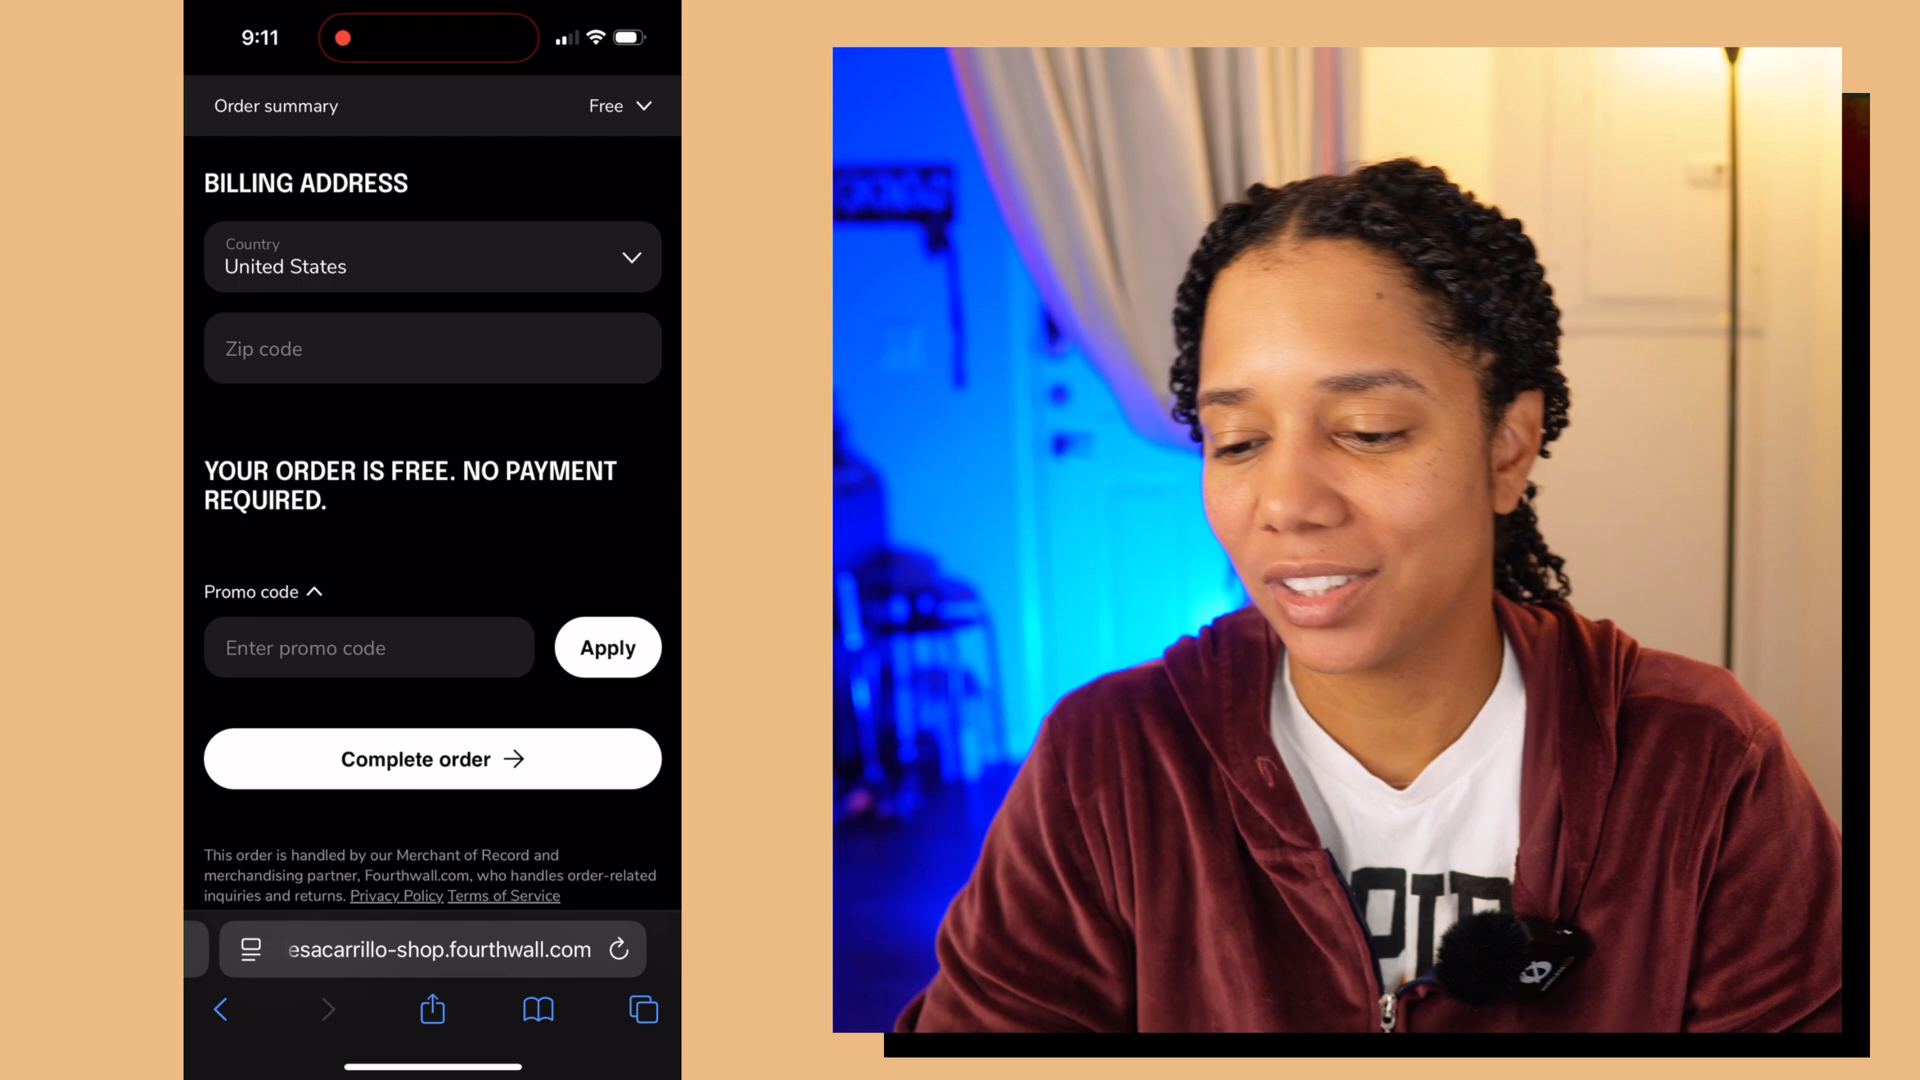 9:11
Order summary
Free
BILLING ADDRESS
Country
United States
Zip code
YOUR ORDER IS FREE. NO PAYMENT
REQUIRED.
Promo code
Enter promo code
Apply
Complete order →
This order is handled by our Merchant of Record and
merchandising partner, Fourthwall.com, who handles order-related
inquiries and returns. Privacy Policy Terms of Service
esacarrillo-shop.fourthwall.com